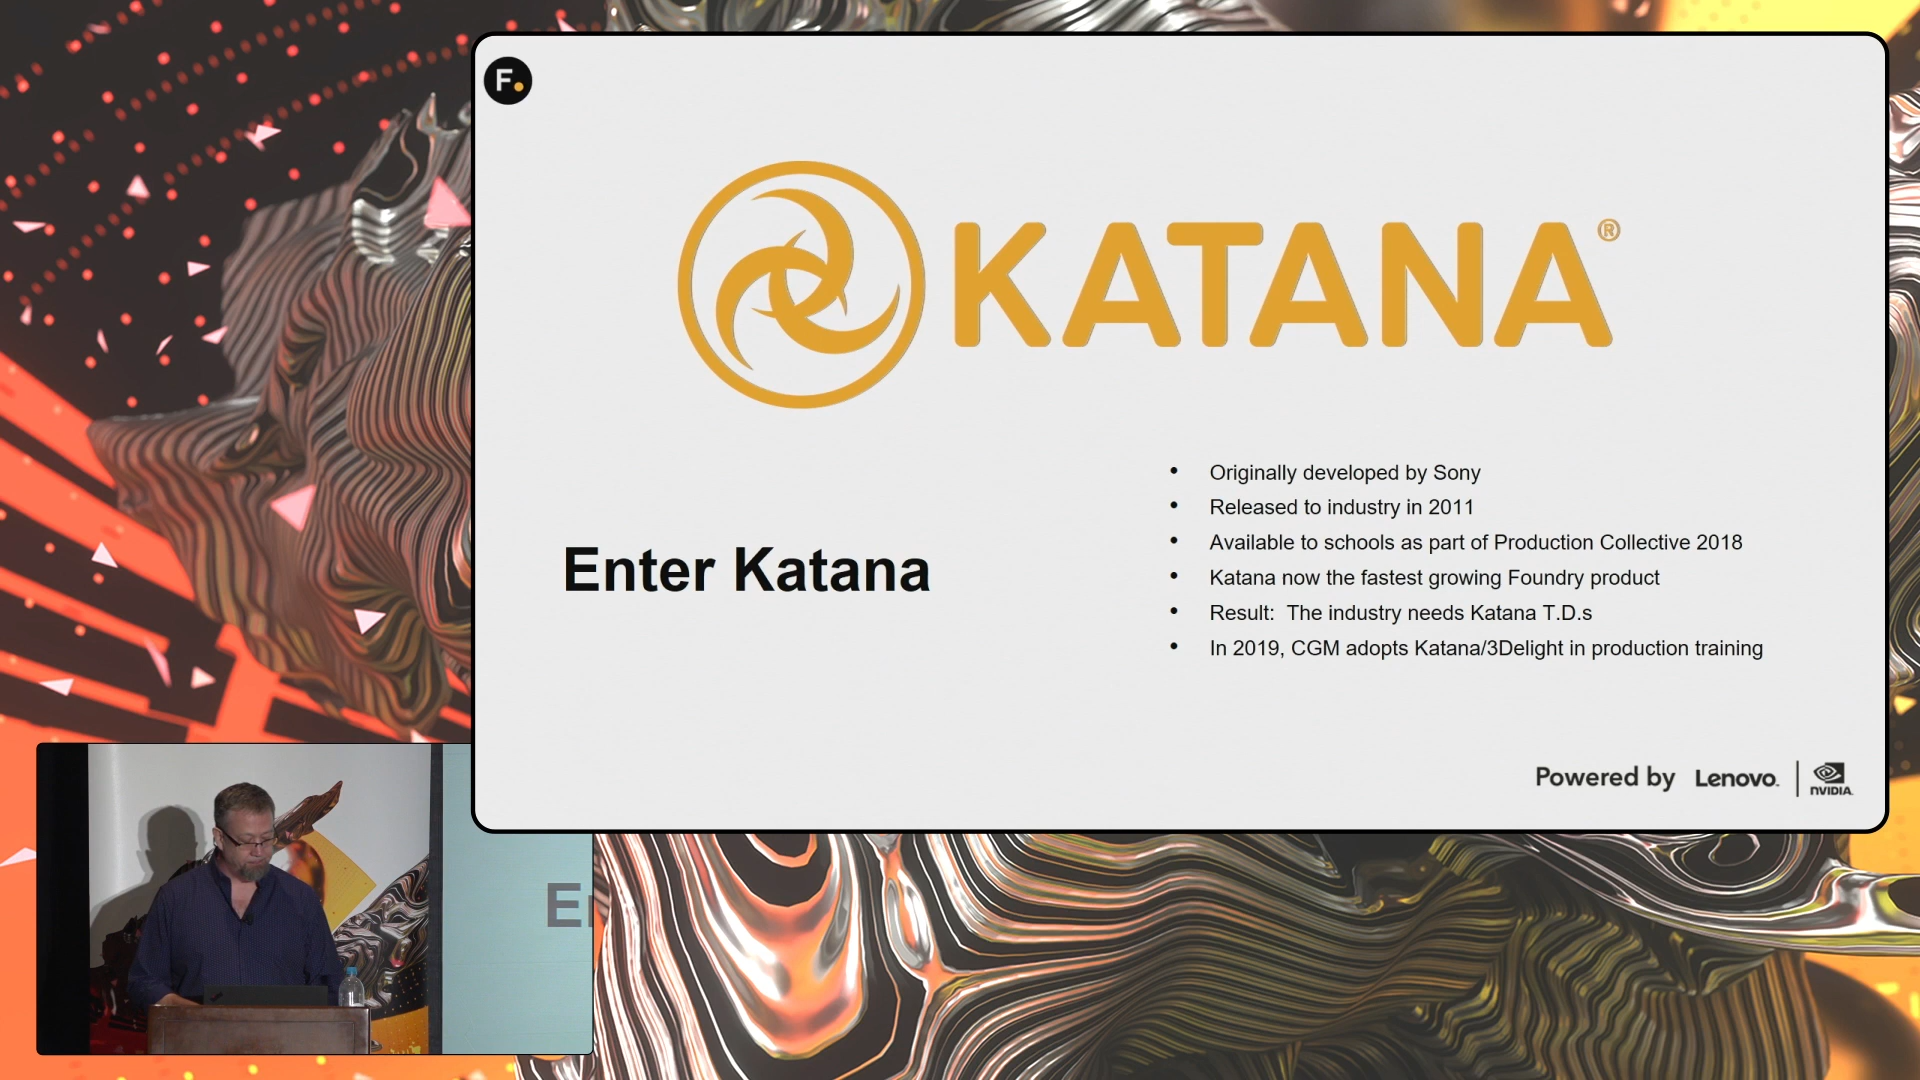 F.
KATANA®
Enter Katana
• Originally developed by Sony
• Released to industry in 2011
• Available to schools as part of Production Collective 2018
• Katana now the fastest growing Foundry product
• Result:  The industry needs Katana T.D.s
• In 2019, CGM adopts Katana/3Delight in production training
Powered by Lenovo. NVIDIA.
E